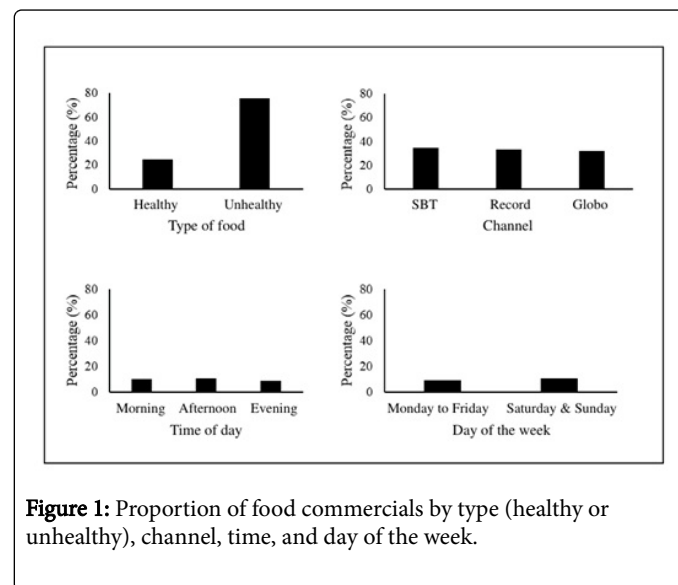 80
60
40
20
0
Percentage (%)
Healthy Unhealthy
Type of food
80
60
40
20
0
Percentage (%)
SBT Record Globo
Channel
80
60
40
20
0
Percentage (%)
Morning Afternoon Evening
Time of day
80
60
40
20
0
Percentage (%)
Monday to Friday Saturday & Sunday
Day of the week
Figure 1: Proportion of food commercials by type (healthy or
unhealthy), channel, time, and day of the week.